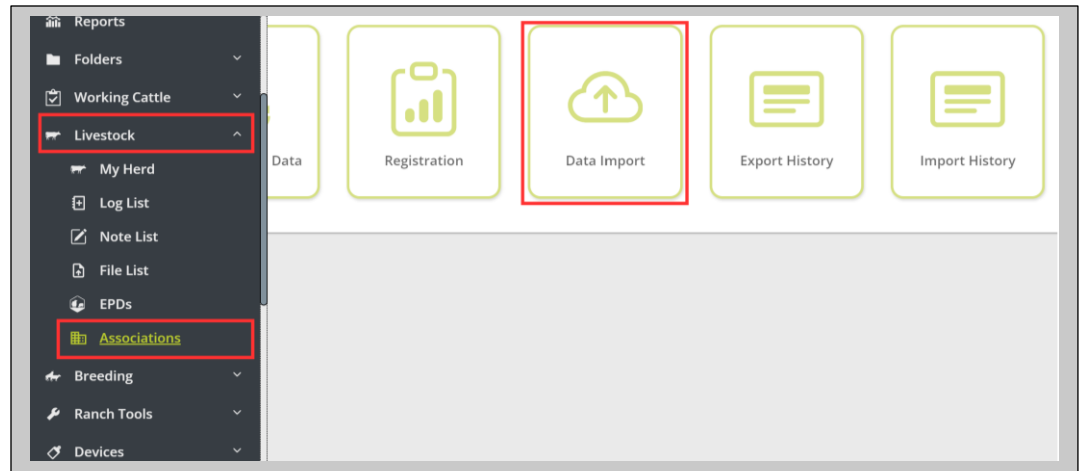 Reports
Folders
Working Cattle
Livestock
My Herd
Log List
Note List
File List
EPDs
Associations
Breeding
Ranch Tools
Devices
Data
Registration
Data Import
Export History
Import History